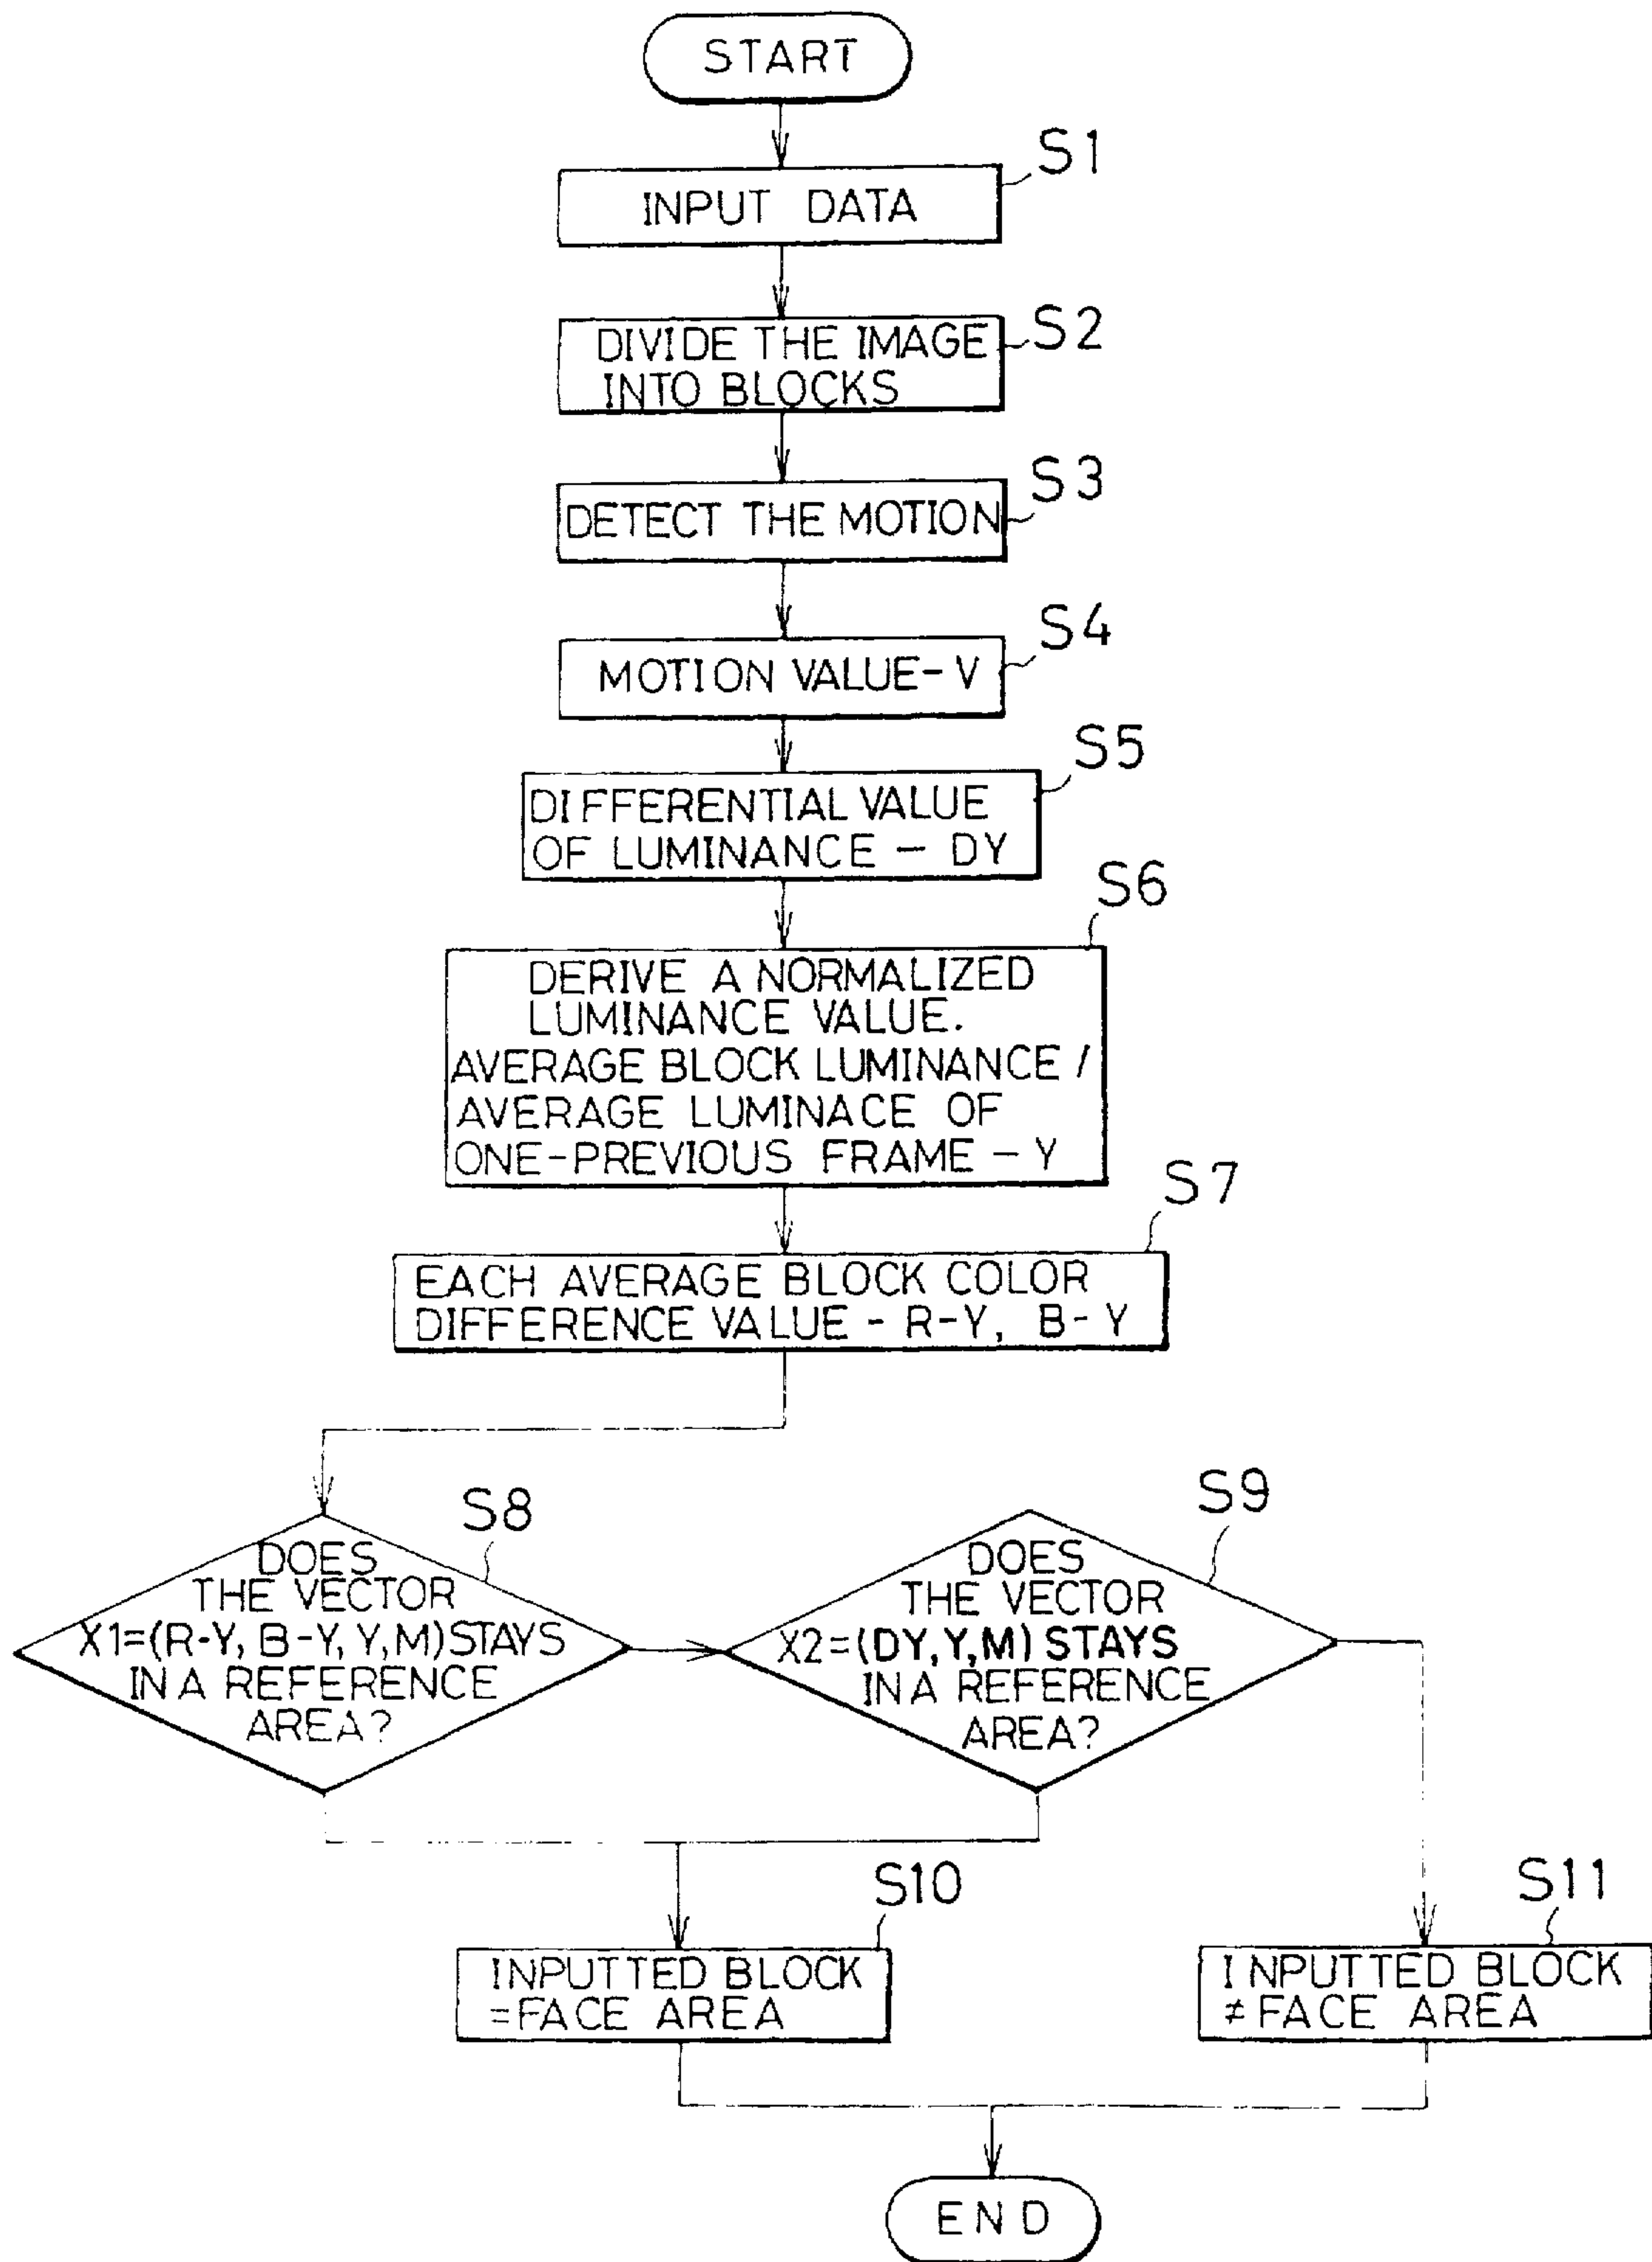 START
S1
INPUT DATA
S2
DIVIDE THE IMAGE
INTO BLOCKS
S3
DETECT THE MOTION
S4
MOTION VALUE-V
S5
DIFFERENTIAL VALUE
OF LUMINANCE - DY
S6
DERIVE A NORMALIZED
LUMINANCE VALUE.
AVERAGE BLOCK LUMINANCE /
AVERAGE LUMINACE OF
ONE-PREVIOUS FRAME - Y
S7
EACH AVERAGE BLOCK COLOR
DIFFERENCE VALUE - R-Y, B-Y
S8
DOES
THE VECTOR
X1=(R-Y, B-Y, Y, M) STAYS
IN A REFERENCE
AREA?
S9
DOES
THE VECTOR
X2=(DY, Y, M) STAYS
IN A REFERENCE
AREA?
S10
INPUTTED BLOCK
=FACE AREA
S11
INPUTTED BLOCK
≠FACE AREA
END